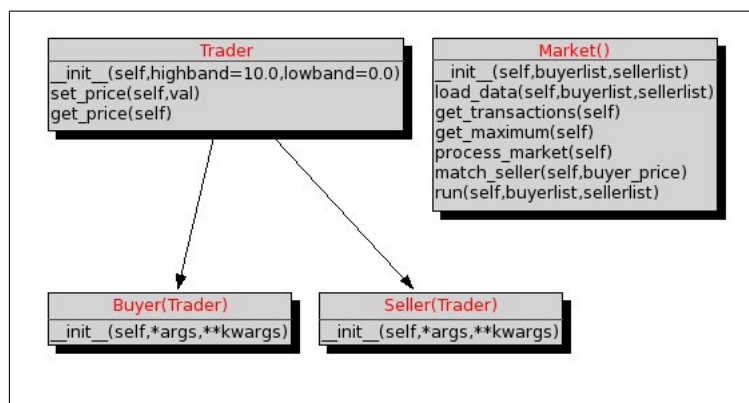 Trader
__init__(self,highband=10.0,lowband=0.0)
set_price(self,val)
get_price(self)
Market()
__init__(self,buyerlist,sellerlist)
load_data(self,buyerlist,sellerlist)
get_transactions(self)
get_maximum(self)
process_market(self)
match_seller(self,buyer_price)
run(self,buyerlist,sellerlist)
Buyer(Trader)
__init__(self,*args,**kwargs)
Seller(Trader)
__init__(self,*args,**kwargs)